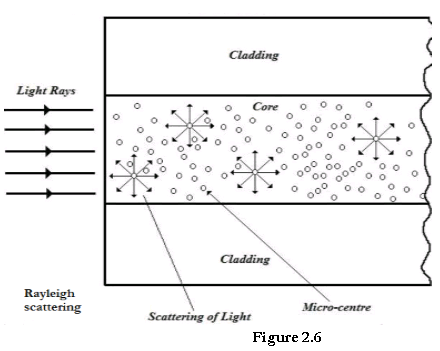 Cladding
Light Rays
Core
Cladding
Rayleigh
scattering
Micro-centre
Scattering of Light
Figure 2.6